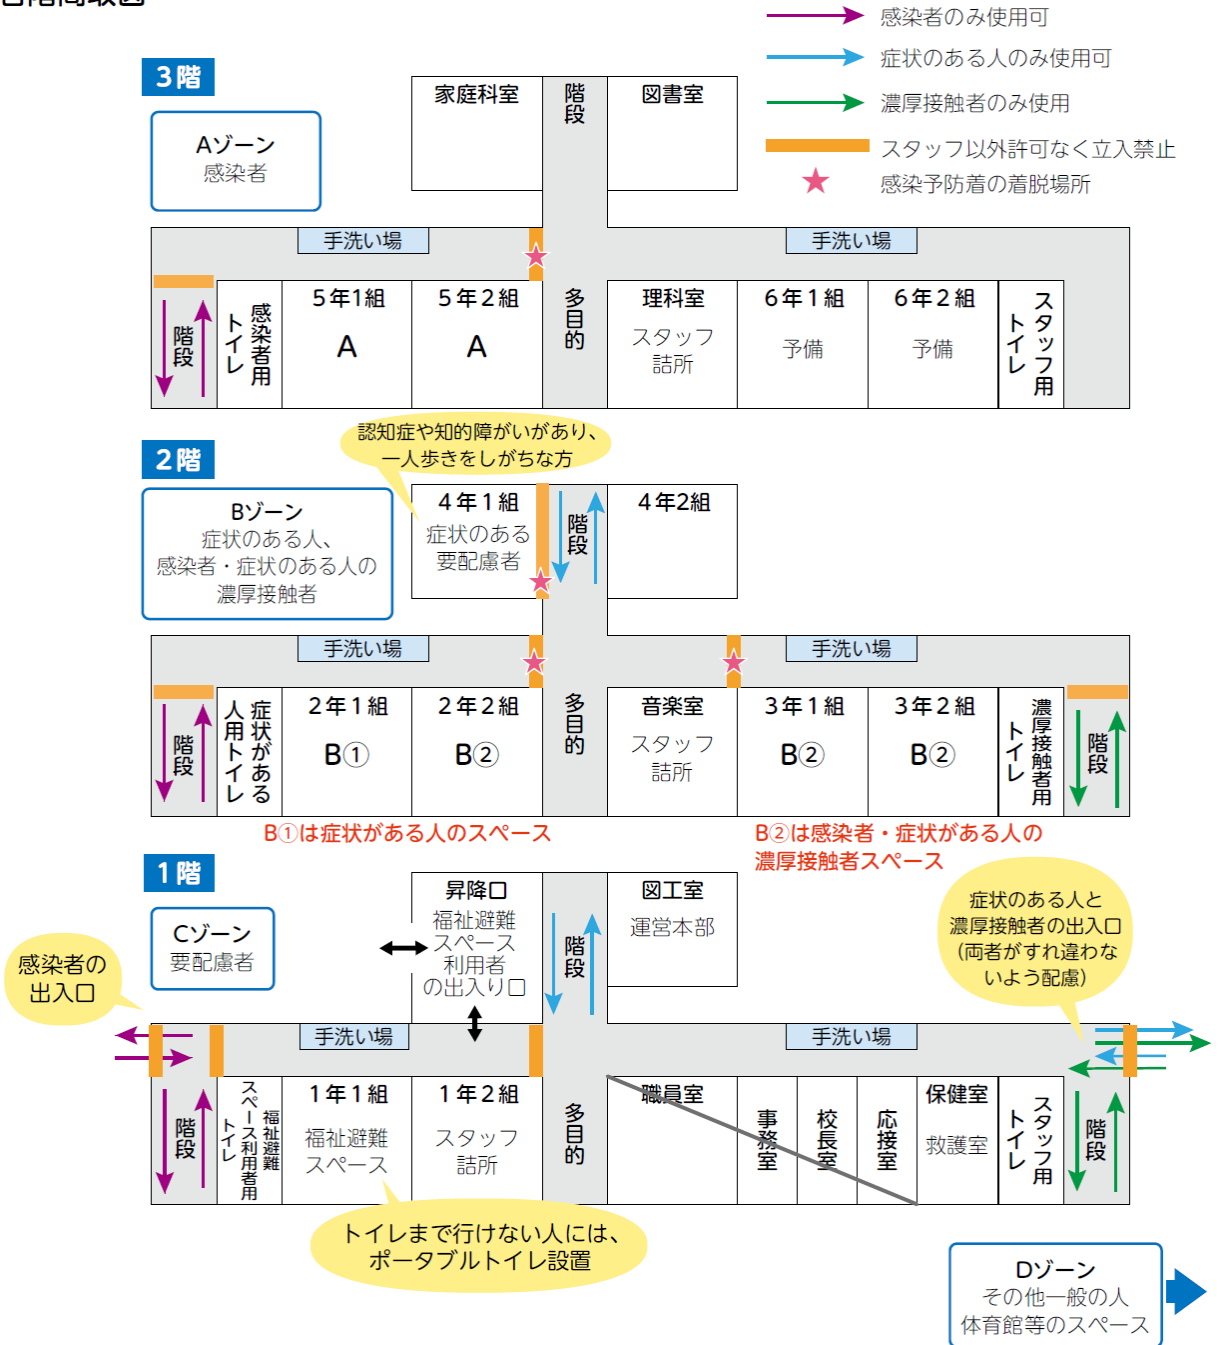 感染者のみ使用可
症状のある人のみ使用可
濃厚接触者のみ使用
スタッフ以外許可なく立入禁止
感染予防着の着脱場所
3階
Aゾーン
感染者
家庭科室
階段
図書室
手洗い場
手洗い場
階段
感染者用
トイレ
5年1組
A
5年2組
A
多目的
理科室
スタッフ
詰所
6年1組
予備
6年2組
予備
スタッフ用
トイレ
認知症や知的障がいがあり、
一人歩きをしがちな方
2階
Bゾーン
症状のある人、
感染者・症状のある人の
濃厚接触者
4年1組
症状のある
要配慮者
階段
4年2組
手洗い場
手洗い場
階段
症状がある
人用トイレ
2年1組
B①
2年2組
B②
多目的
音楽室
スタッフ
詰所
3年1組
B②
3年2組
B②
濃厚接触者用
トイレ
階段
B①は症状がある人のスペース
B②は感染者・症状がある人の
濃厚接触者スペース
1階
Cゾーン
要配慮者
感染者の
出入口
昇降口
福祉避難
スペース
利用者
の出入り口
階段
図工室
運営本部
症状のある人と
濃厚接触者の出入口
(両者がすれ違わな
いよう配慮)
手洗い場
手洗い場
階段
福祉避難
スペース利用者用
トイレ
1年1組
福祉避難
スペース
1年2組
スタッフ
詰所
多目的
職員室
事務室
校長室
応接室
保健室
救護室
スタッフ用
トイレ
階段
トイレまで行けない人には、
ポータブルトイレ設置
Dゾーン
その他一般の人
体育館等のスペース